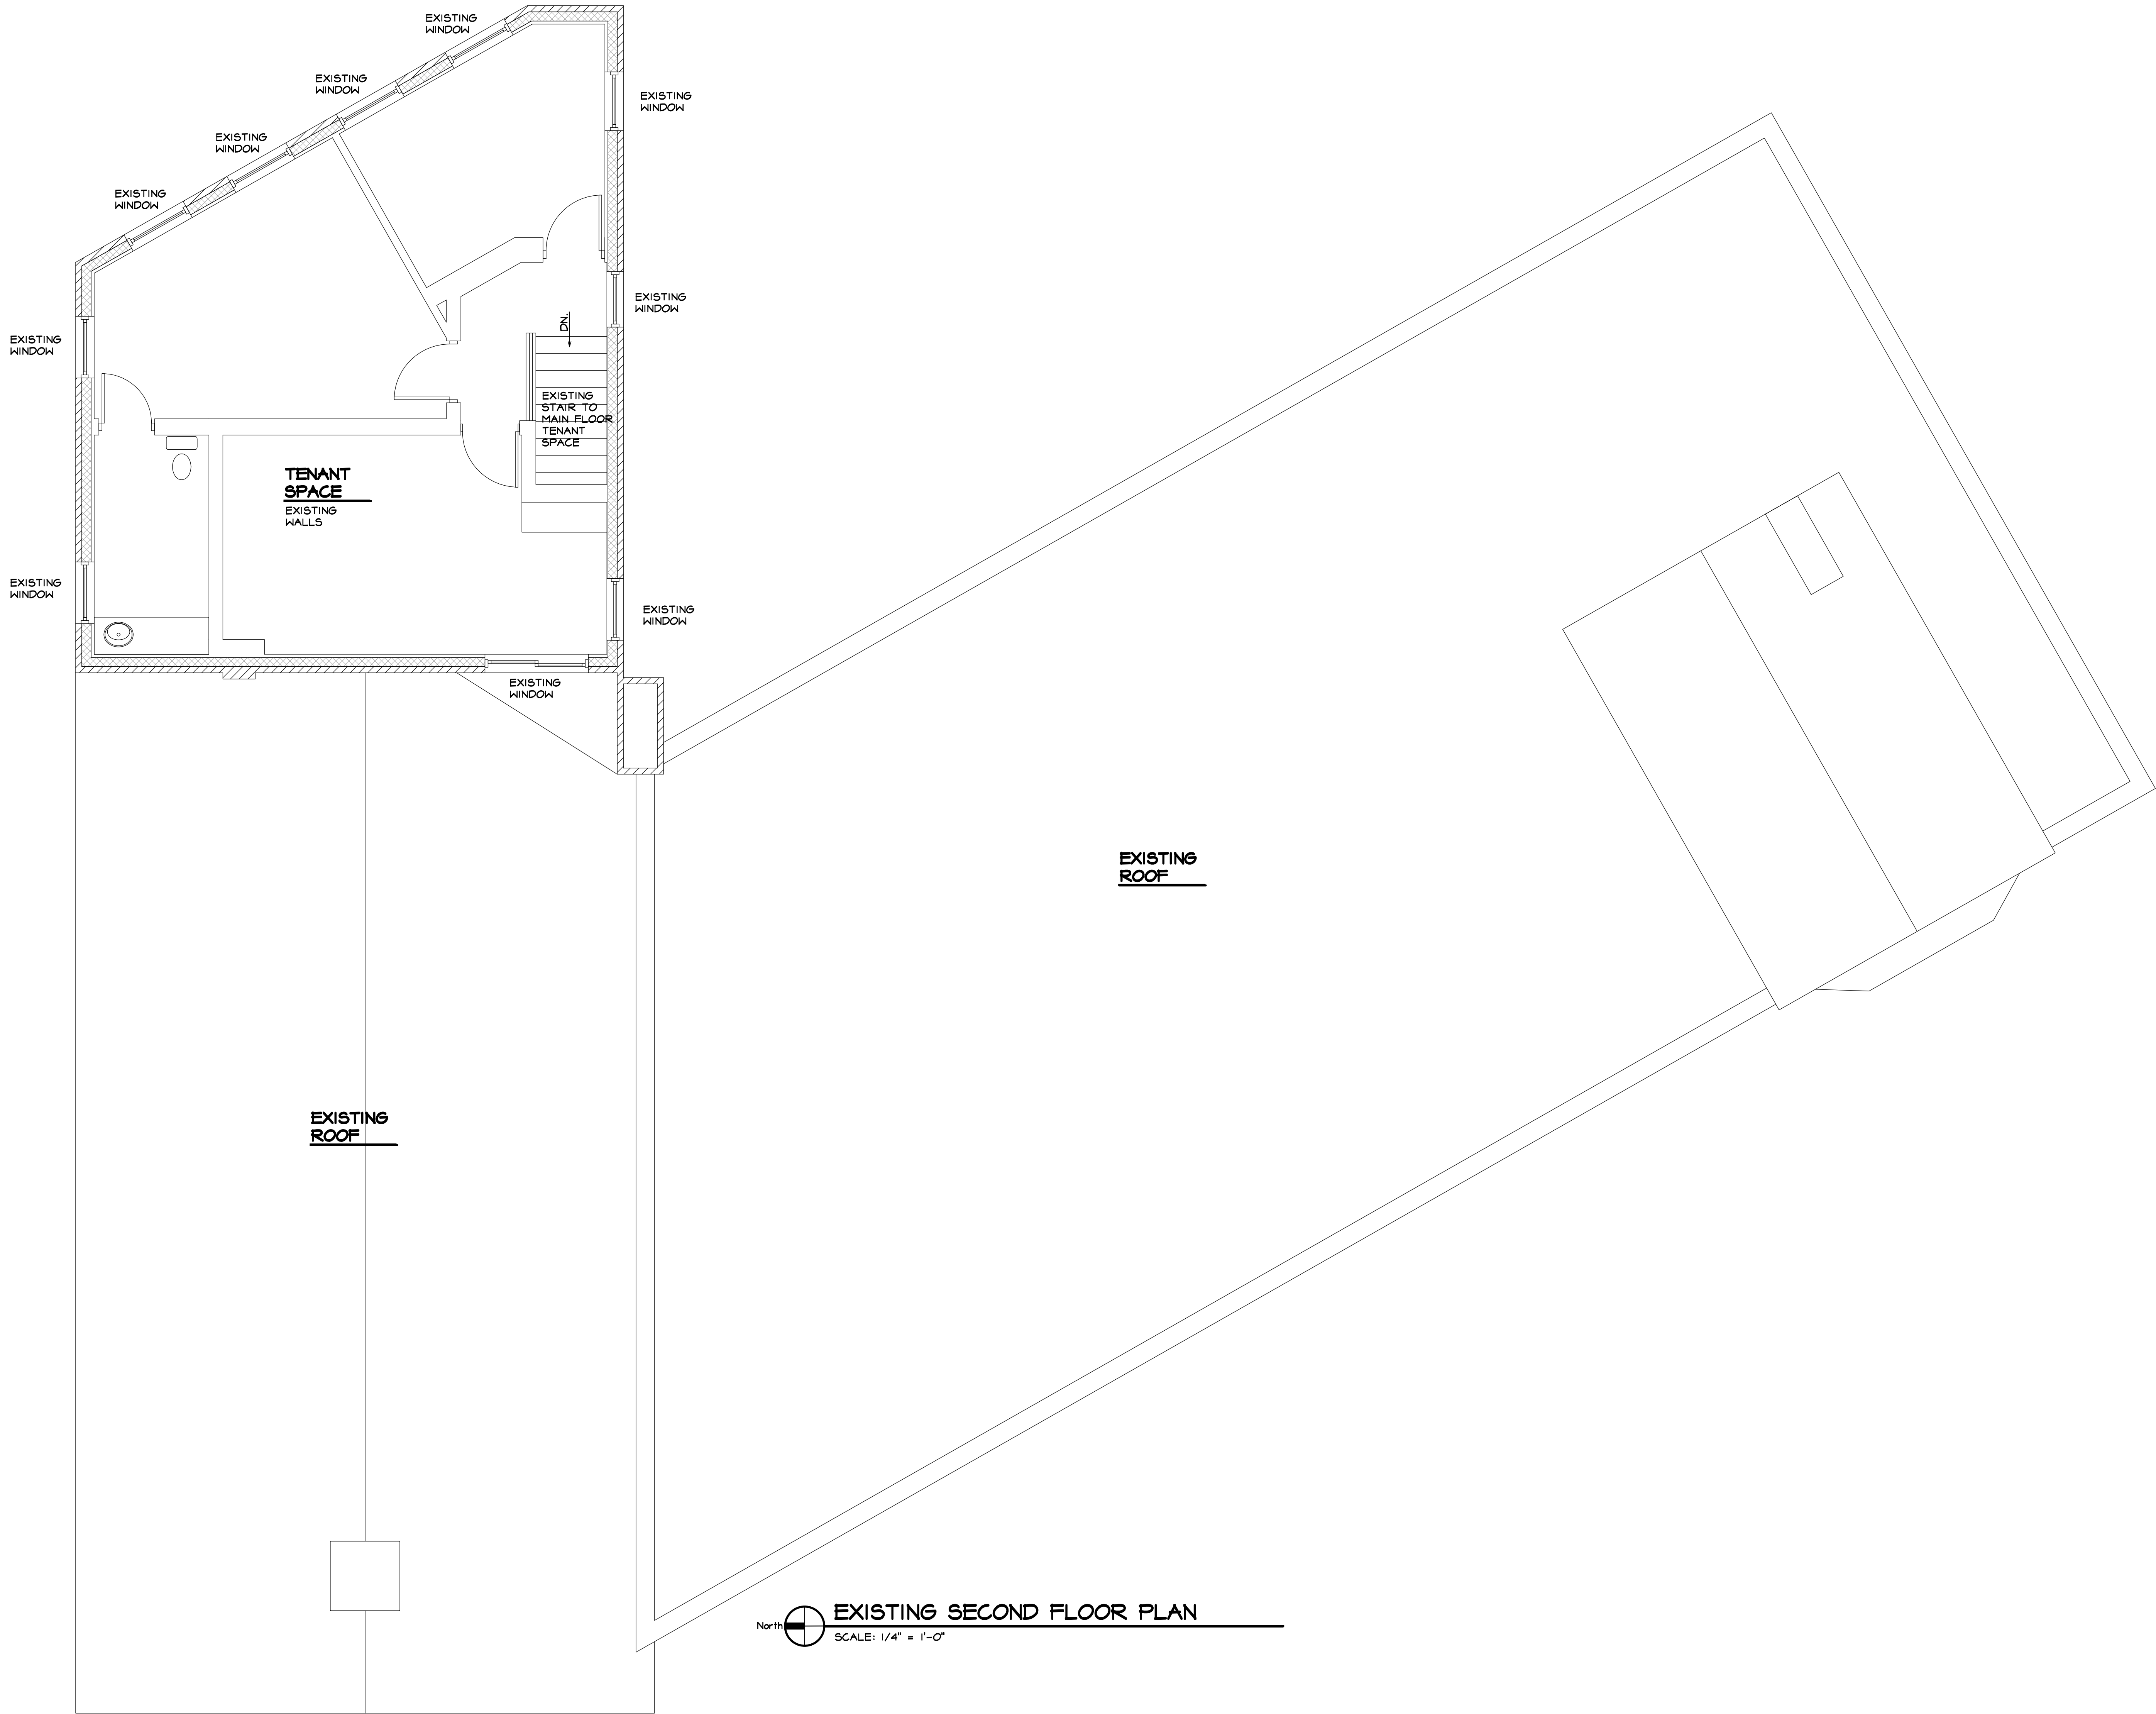 EXISTING
WINDOW
EXISTING
WINDOW
EXISTING
WINDOW
EXISTING
WINDOW
EXISTING
WINDOW
EXISTING
WINDOW
DN.
EXISTING
WINDOW
EXISTING
STAIR TO
MAIN FLOOR
TENANT
SPACE
TENANT
SPACE
EXISTING
WALLS
EXISTING
WINDOW
EXISTING
WINDOW
EXISTING
WINDOW
EXISTING
ROOF
EXISTING
ROOF
North
EXISTING SECOND FLOOR PLAN
SCALE: 1/4" = 1'-0"